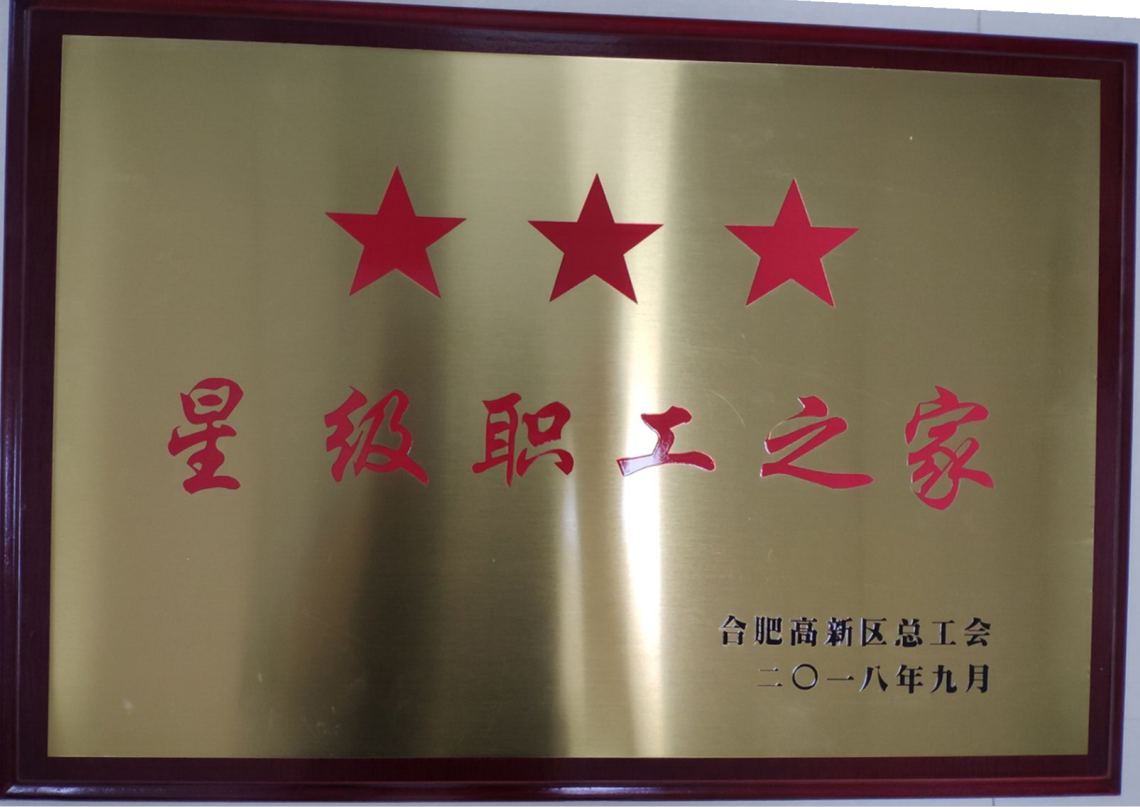 星级职工之家
合肥高新区总工会
二〇一八年九月